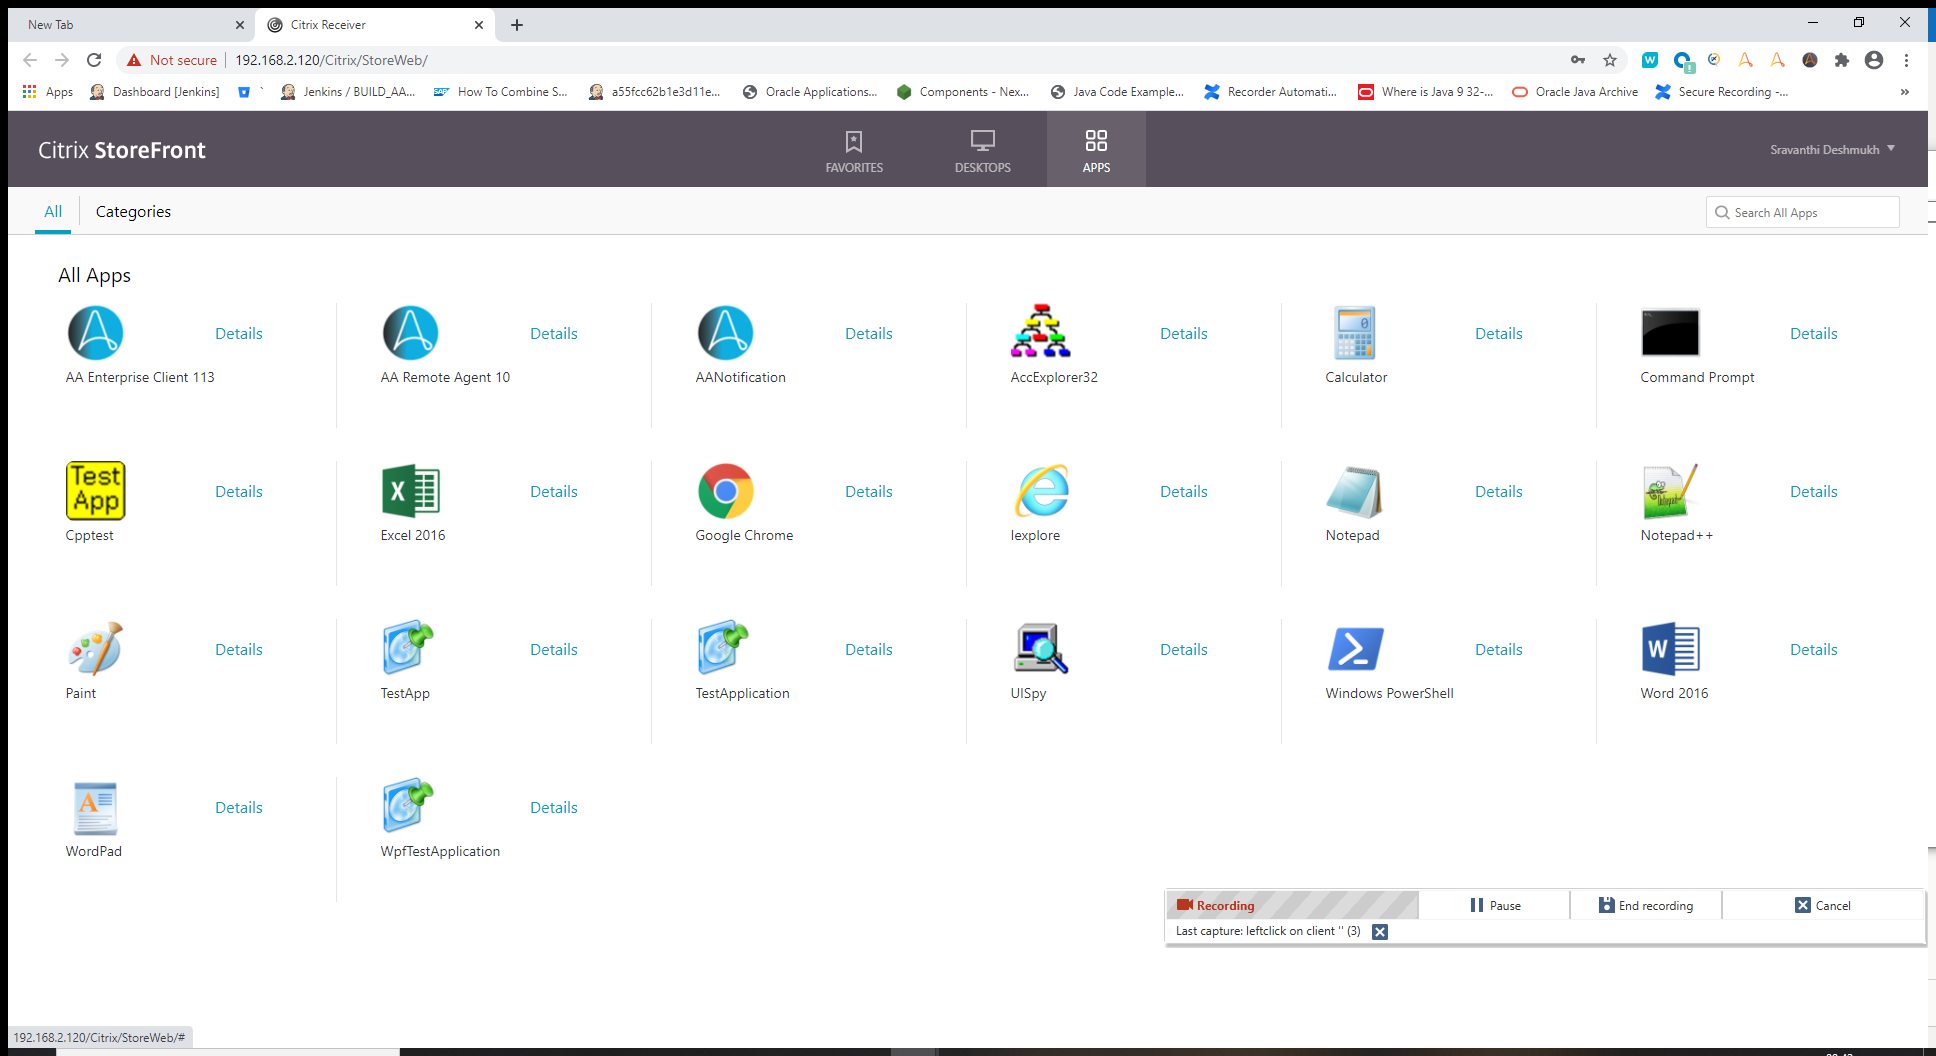 New Tab
Citrix Receiver
Not secure
192.168.2.120/Citrix/StoreWeb/
Apps
Dashboard [Jenkins]
Jenkins / BUILD_AA...
How To Combine S...
a55fcc62b1e3d11e...
Oracle Applications...
Components - Nex...
Java Code Example...
Recorder Automati...
Where is Java 9 32-...
Oracle Java Archive
Secure Recording -...
Citrix StoreFront
FAVORITES
DESKTOPS
APPS
Sravanthi Deshmukh
All
Categories
Search All Apps
All Apps
Details
Details
Details
Details
Details
Details
AA Enterprise Client 113
AA Remote Agent 10
AANotification
AccExplorer32
Calculator
Command Prompt
Test App
Details
Details
Details
Details
Details
Details
Cpptest
Excel 2016
Google Chrome
Iexplore
Notepad
Notepad++
Details
Details
Details
Details
Details
Details
Paint
TestApp
TestApplication
UISpy
Windows PowerShell
Word 2016
Details
Details
WordPad
WpfTestApplication
Recording
Pause
End recording
Cancel
Last capture: leftclick on client '' (3)
192.168.2.120/Citrix/StoreWeb/#